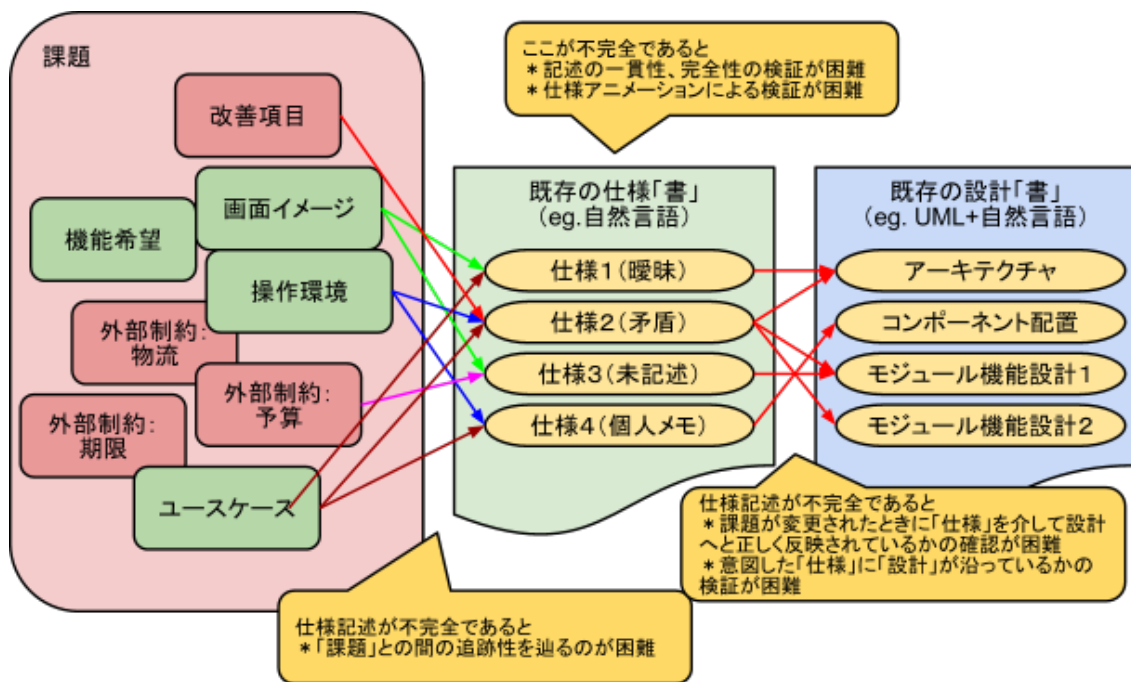 課題
改善項目
画面イメージ
機能希望
操作環境
外部制約:
物流
外部制約:
予算
外部制約:
期限
ユースケース
ここが不完全であると
＊記述の一貫性、完全性の検証が困難
＊仕様アニメーションによる検証が困難
既存の仕様「書」
(eg.自然言語)
仕様１(曖昧)
仕様２(矛盾)
仕様３(未記述)
仕様４(個人メモ)
既存の設計「書」
(eg. UML+自然言語)
アーキテクチャ
コンポーネント配置
モジュール機能設計１
モジュール機能設計２
仕様記述が不完全であると
＊「課題」との間の追跡性を辿るのが困難
仕様記述が不完全であると
＊課題が変更されたときに「仕様」を介して設計
へと正しく反映されているかの確認が困難
＊意図した「仕様」に「設計」が沿っているかの
検証が困難